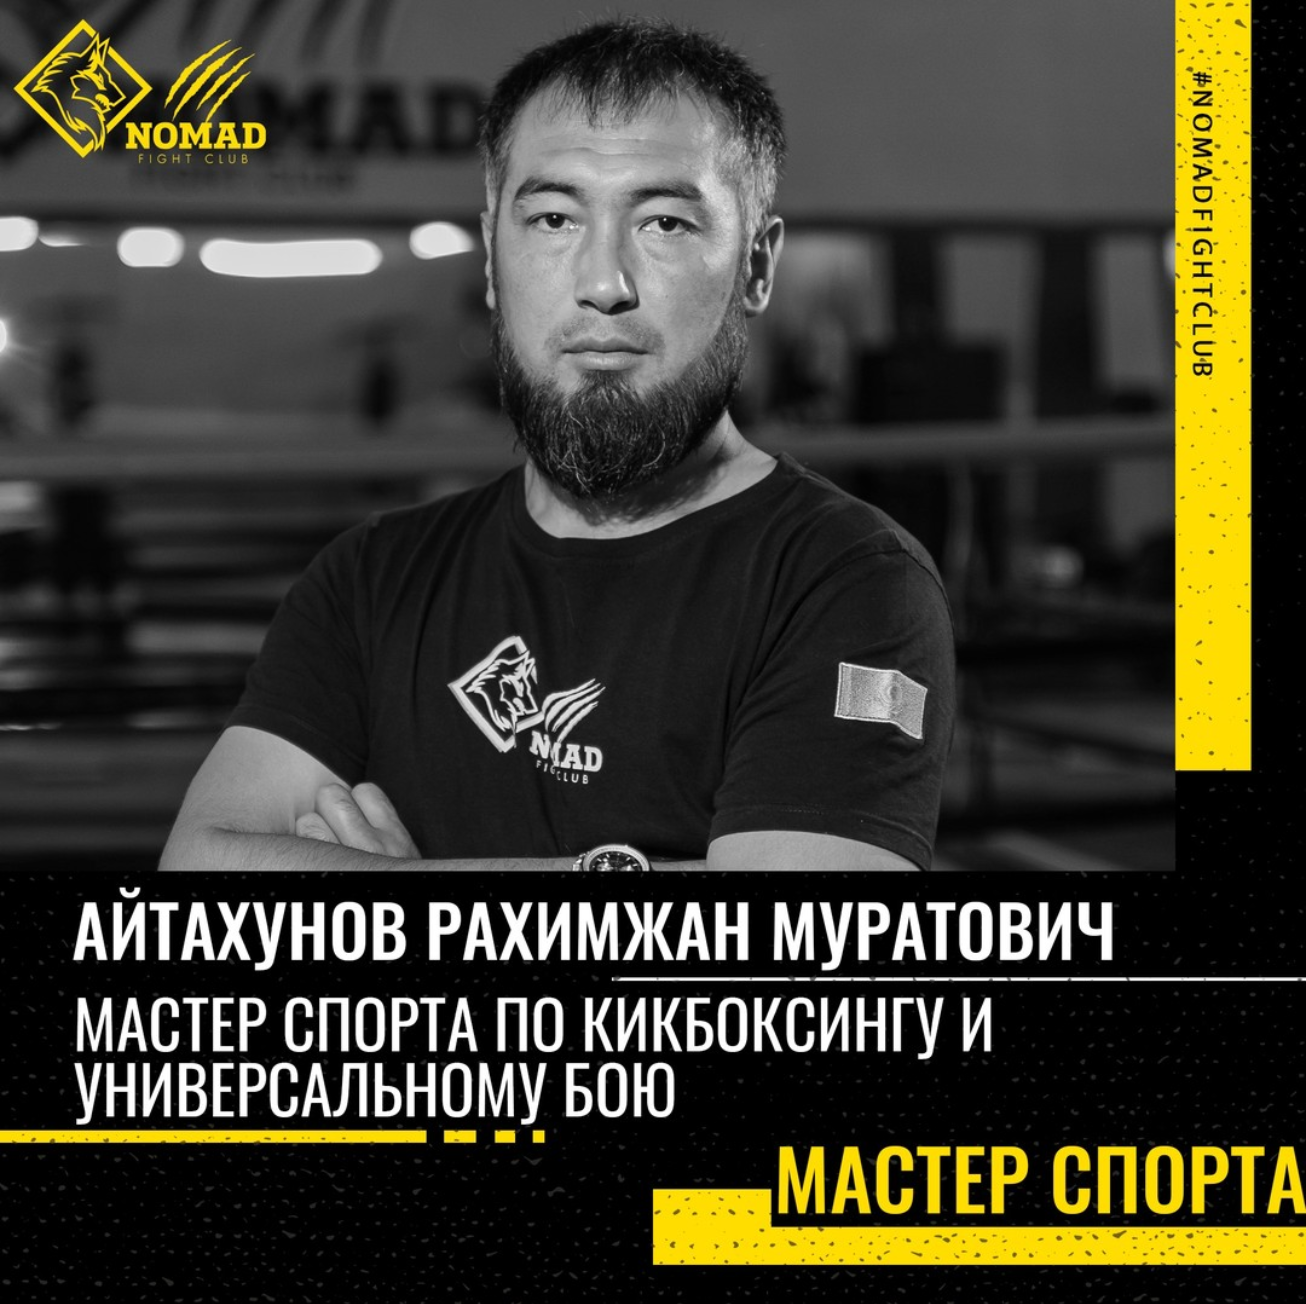 NOMAD
FIGHT CLUB
#NOMADFIGHTCLUB
NOMAD
FIGHT CLUB
АЙТАХУНОВ РАХИМЖАН МУРАТОВИЧ
МАСТЕР СПОРТА ПО КИКБОКСИНГУ И
УНИВЕРСАЛЬНОМУ БОЮ
МАСТЕР СПОРТА